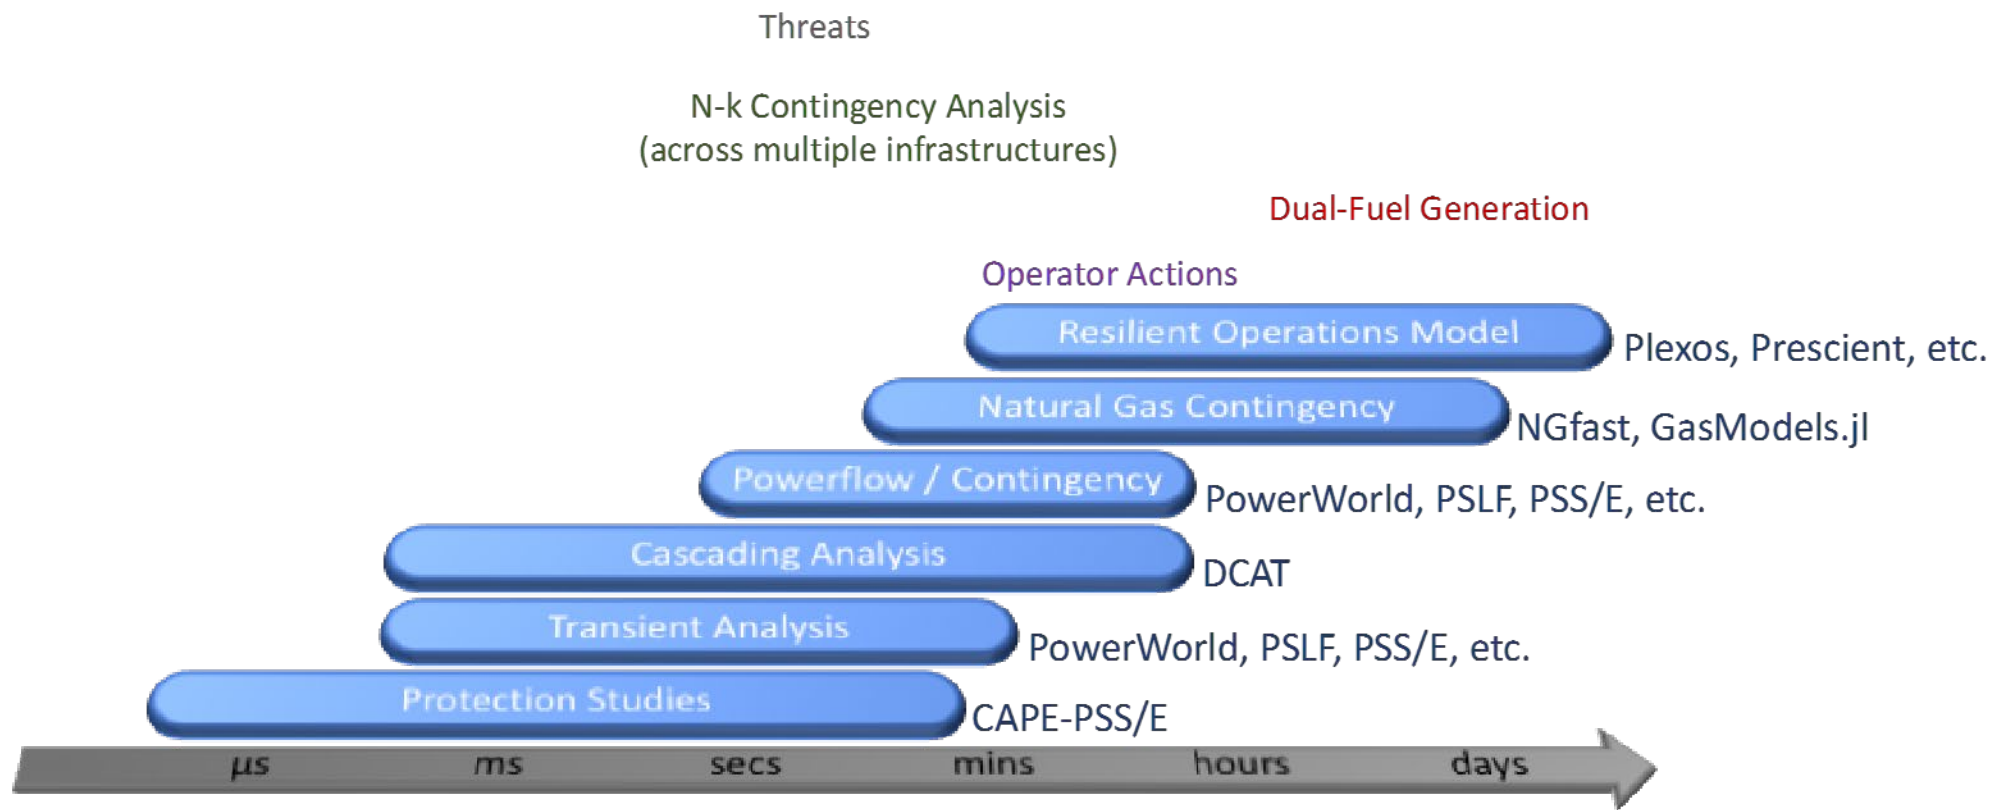 Threats
N-k Contingency Analysis
(across multiple infrastructures)
Dual-Fuel Generation
Operator Actions
Resilient Operations Model
Plexos, Prescient, etc.
Natural Gas Contingency
NGfast, GasModels.jl
Powerflow / Contingency
PowerWorld, PSLF, PSS/E, etc.
Cascading Analysis
DCAT
Transient Analysis
PowerWorld, PSLF, PSS/E, etc.
Protection Studies
CAPE-PSS/E
µs ms secs mins hours days